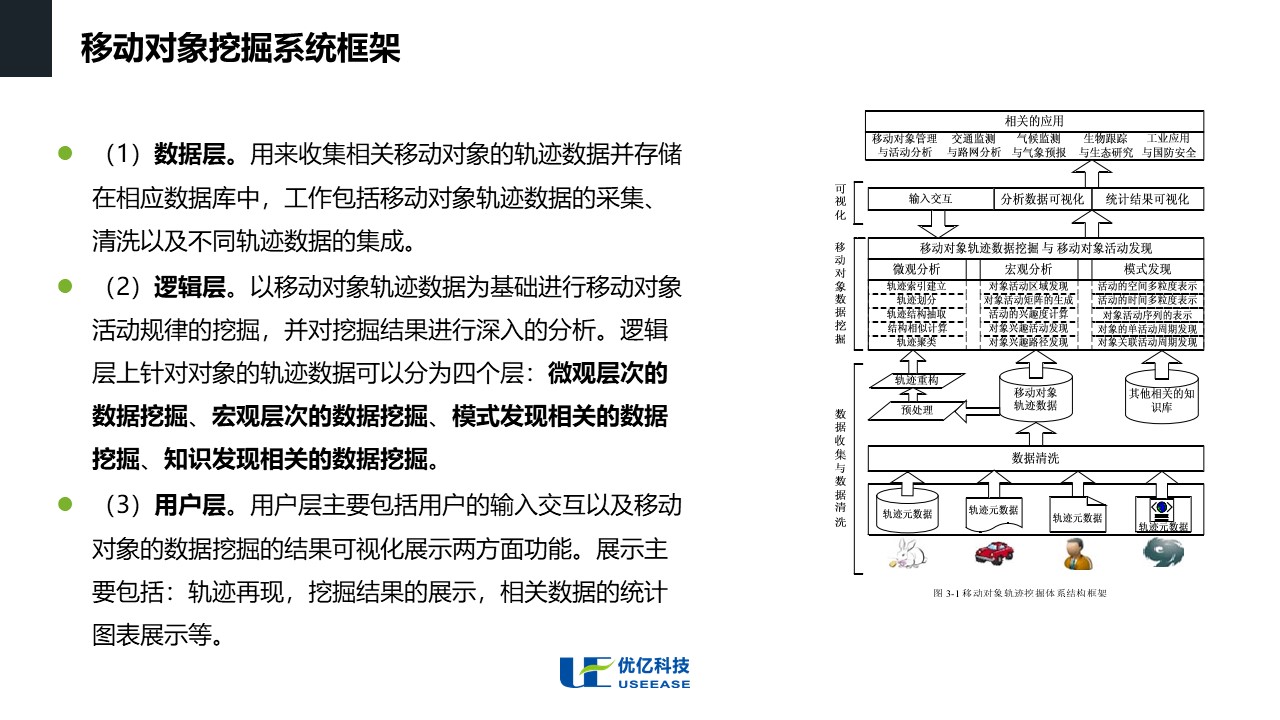 移动对象挖掘系统框架
（1）数据层。用来收集相关移动对象的轨迹数据并存储
在相应数据库中，工作包括移动对象轨迹数据的采集、
清洗以及不同轨迹数据的集成。
（2）逻辑层。以移动对象轨迹数据为基础进行移动对象
活动规律的挖掘，并对挖掘结果进行深入的分析。逻辑
层上针对对象的轨迹数据可以分为四个层：微观层次的
数据挖掘、宏观层次的数据挖掘、模式发现相关的数据
挖掘、知识发现相关的数据挖掘。
（3）用户层。用户层主要包括用户的输入交互以及移动
对象的数据挖掘的结果可视化展示两方面功能。展示主
要包括：轨迹再现，挖掘结果的展示，相关数据的统计
图表展示等。
相关的应用
移动对象管理 交通监测 气候监测 生物跟踪 工业应用
与活动分析 与路网分析 与气象预报 与生态研究 与国防安全
可视化
输入交互 分析数据可视化 统计结果可视化
移动对象数据挖掘
移动对象轨迹数据挖掘 与 移动对象活动发现
微观分析 宏观分析 模式发现
轨迹索引建立 对象活动区域发现 活动的空间多粒度表示
轨迹划分 对象活动矩阵的生成 活动的时间多粒度表示
轨迹结构抽取 活动的兴趣度计算 对象活动序列的表示
结构相似计算 对象兴趣活动发现 对象的单活动周期发现
轨迹聚类 对象兴趣路径发现 对象关联活动周期发现
数据收集与数据清洗
轨迹重构
预处理
移动对象
轨迹数据
其他相关的知
识库
数据清洗
轨迹元数据 轨迹元数据 轨迹元数据 轨迹元数据
图 3-1 移动对象轨迹挖掘体系结构框架
优亿科技
USEEASE